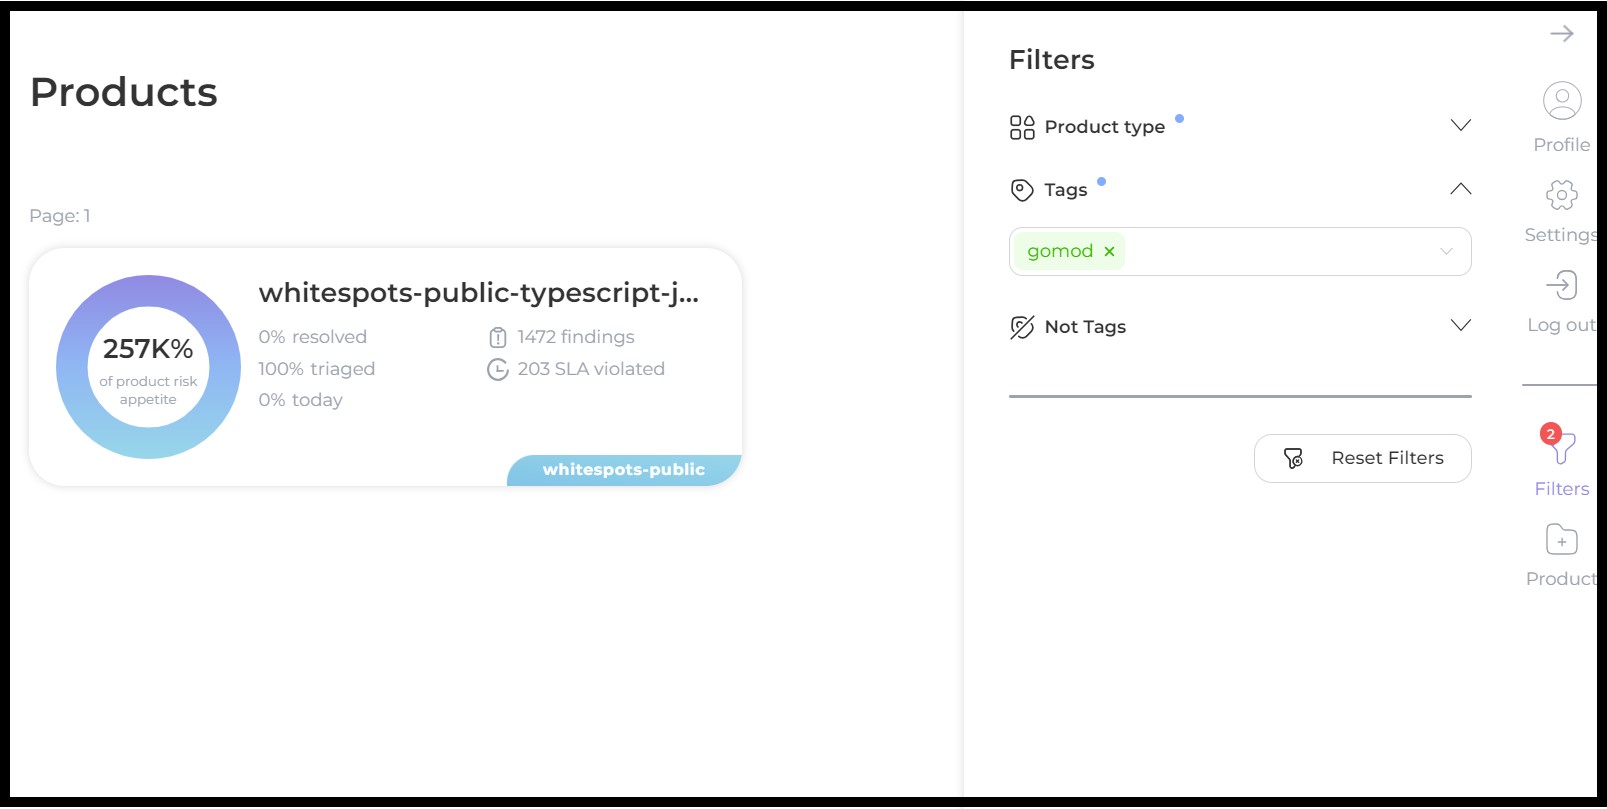 Products
Page: 1
257K%
of product risk
appetite
whitespots-public-typescript-j...
0% resolved
1472 findings
100% triaged
203 SLA violated
0% today
whitespots-public
Filters
Product type
Tags
gomod ×
Not Tags
Reset Filters
Profile
Settings
Log out
2
Filters
Product